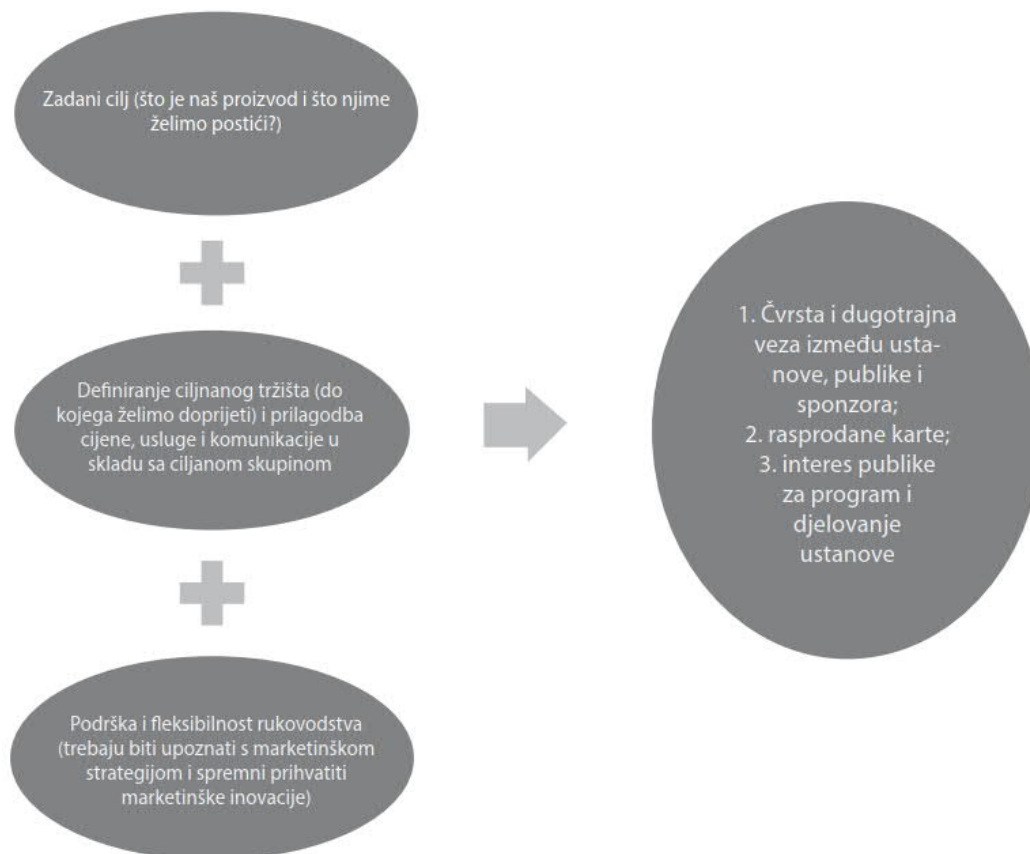 Zadani cilj (što je naš proizvod i što njime
želimo postići?)
Definiranje ciljnanog tržišta (do
kojega želimo doprijeti) i prilagodba
cijene, usluge i komunikacije u
skladu sa ciljanom skupinom
Podrška i fleksibilnost rukovodstva
(trebaju biti upoznati s marketinškom
strategijom i spremni prihvatiti
marketinške inovacije)
1. Čvrsta i dugotrajna
veza između usta-
nove, publike i
sponzora;
2. rasprodane karte;
3. interes publike
za program i
djelovanje
ustanove